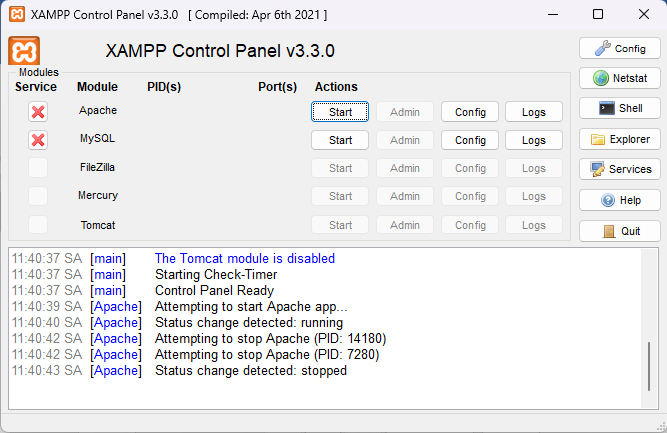 XAMPP Control Panel v3.3.0 [ Compiled: Apr 6th 2021 ]
XAMPP Control Panel v3.3.0
Config
Modules
Service Module PID(s) Port(s) Actions
Netstat
Apache Start Admin Config Logs
Shell
MySQL Start Admin Config Logs
Explorer
FileZilla Start Admin Config Logs
Services
Mercury Start Admin Config Logs
Help
Tomcat Start Admin Config Logs
Quit
11:40:37 SA [main] The Tomcat module is disabled
11:40:37 SA [main] Starting Check-Timer
11:40:37 SA [main] Control Panel Ready
11:40:39 SA [Apache] Attempting to start Apache app...
11:40:40 SA [Apache] Status change detected: running
11:40:42 SA [Apache] Attempting to stop Apache (PID: 14180)
11:40:42 SA [Apache] Attempting to stop Apache (PID: 7280)
11:40:43 SA [Apache] Status change detected: stopped